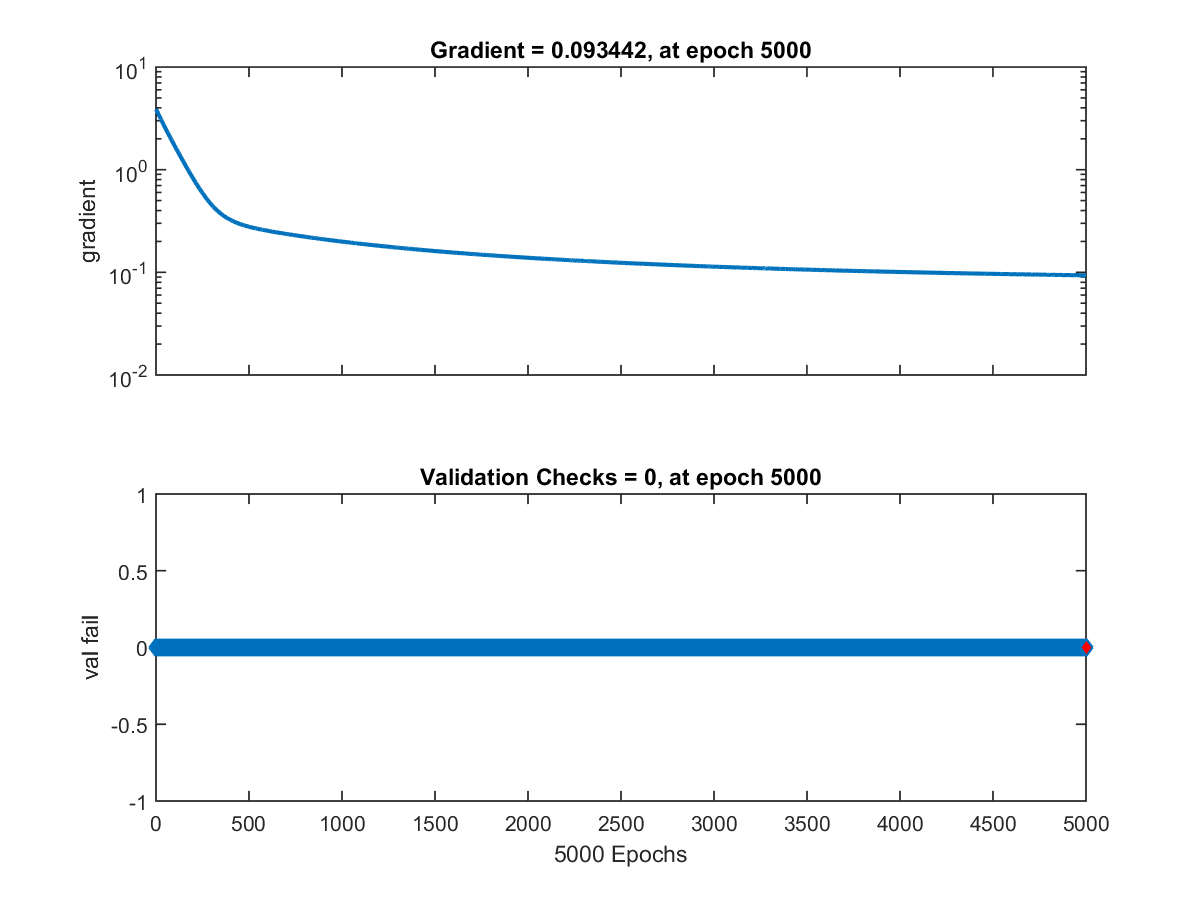 Gradient = 0.093442, at epoch 5000
10^1
10^0
10^-1
10^-2
gradient
Validation Checks = 0, at epoch 5000
1
0.5
0
-0.5
-1
val fail
0 500 1000 1500 2000 2500 3000 3500 4000 4500 5000
5000 Epochs